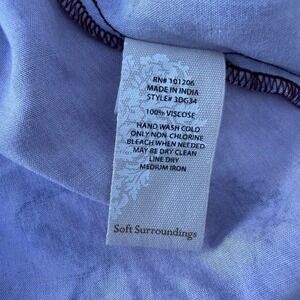 RN# 101206
MADE IN INDIA
STYLE# 3DG34
100% VISCOSE
HAND WASH COLD
ONLY NON-CHLORINE
BLEACH WHEN NEEDED
MAY BE DRY CLEAN
LINE DRY
MEDIUM IRON
Soft Surroundings